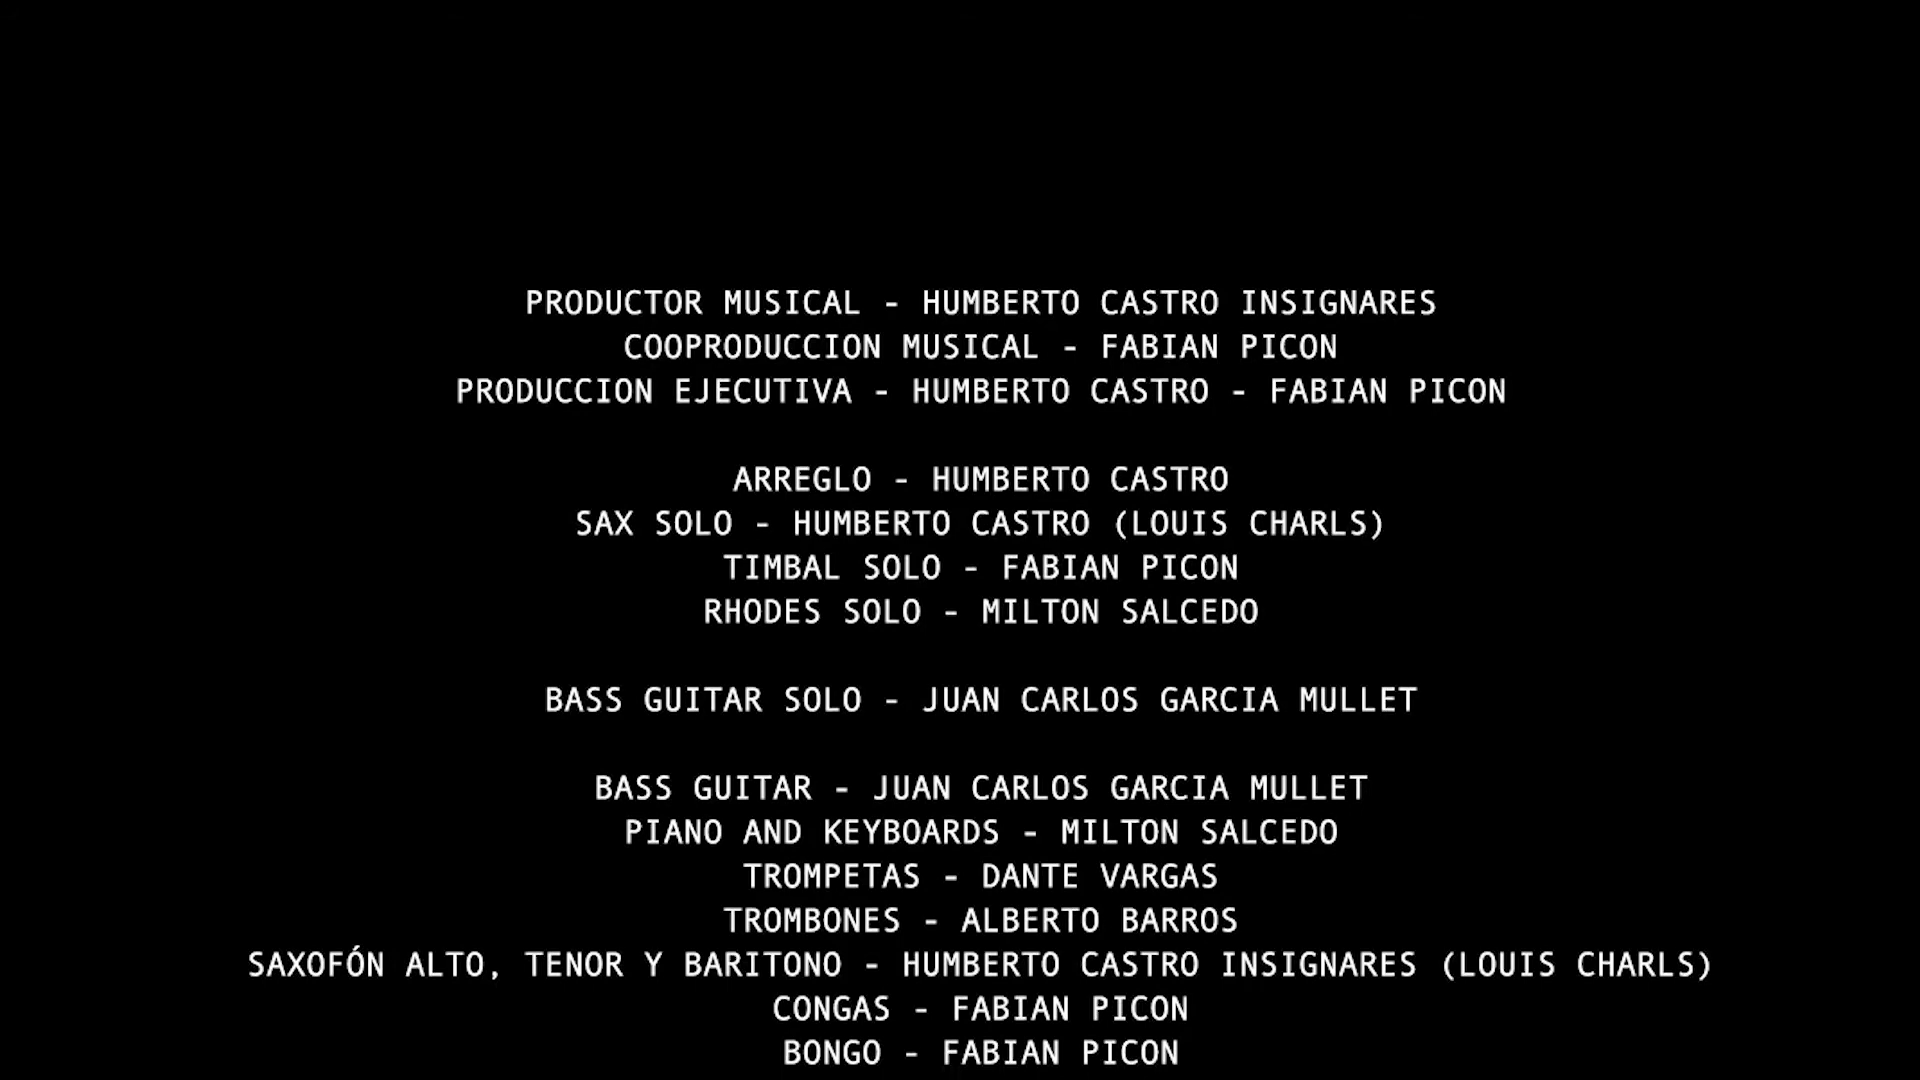 PRODUCTOR MUSICAL - HUMBERTO CASTRO INSIGNARES
COOPRODUCCION MUSICAL - FABIAN PICON
PRODUCCION EJECUTIVA - HUMBERTO CASTRO - FABIAN PICON
ARREGLO - HUMBERTO CASTRO
SAX SOLO - HUMBERTO CASTRO (LOUIS CHARLS)
TIMBAL SOLO - FABIAN PICON
RHODES SOLO - MILTON SALCEDO
BASS GUITAR SOLO - JUAN CARLOS GARCIA MULLET
BASS GUITAR - JUAN CARLOS GARCIA MULLET
PIANO AND KEYBOARDS - MILTON SALCEDO
TROMPETAS - DANTE VARGAS
TROMBONES - ALBERTO BARROS
SAXOFÓN ALTO, TENOR Y BARITONO - HUMBERTO CASTRO INSIGNARES (LOUIS CHARLS)
CONGAS - FABIAN PICON
BONGO - FABIAN PICON